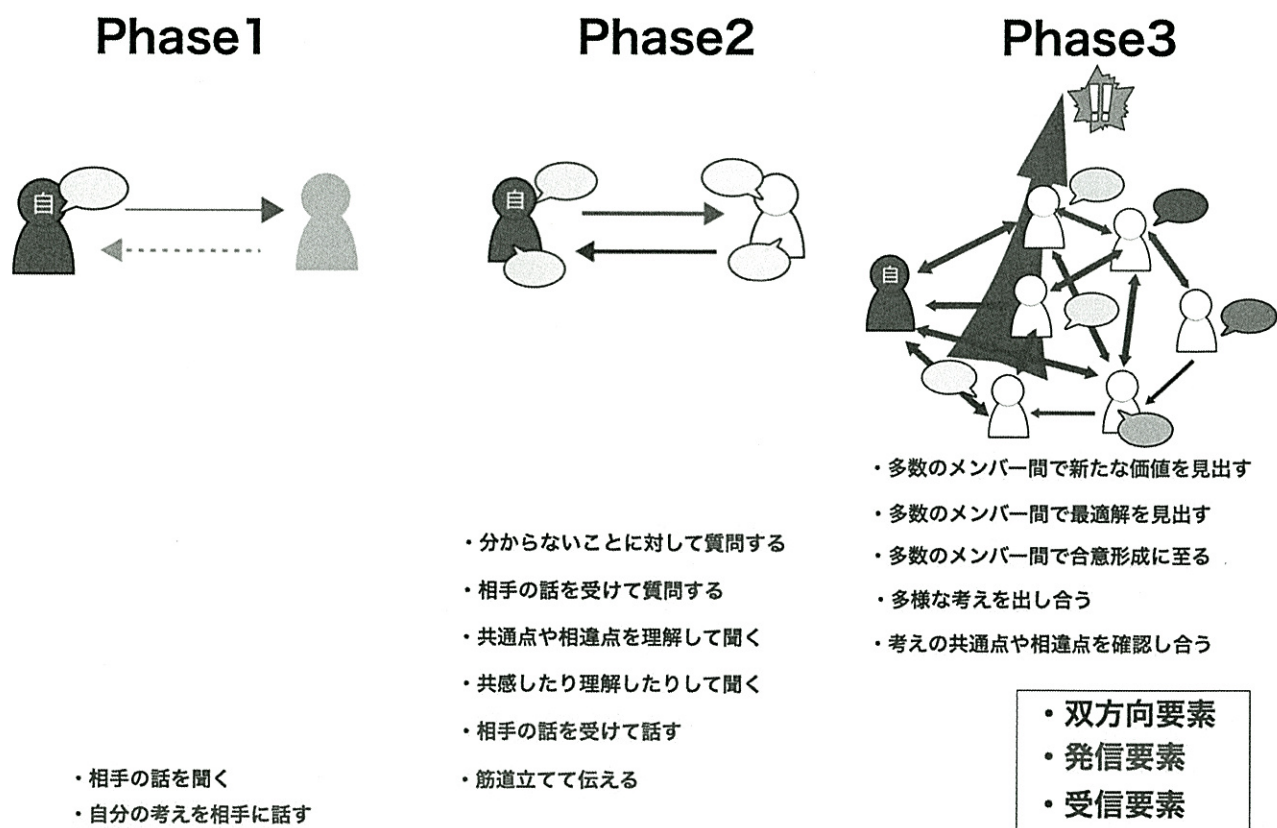 Phase1
Phase2
Phase3
自
自
自
!!
・相手の話を聞く
・自分の考えを相手に話す
・分からないことに対して質問する
・相手の話を受けて質問する
・共通点や相違点を理解して聞く
・共感したり理解したりして聞く
・相手の話を受けて話す
・筋道立てて伝える
・多数のメンバー間で新たな価値を見出す
・多数のメンバー間で最適解を見出す
・多数のメンバー間で合意形成に至る
・多様な考えを出し合う
・考えの共通点や相違点を確認し合う
・双方向要素
・発信要素
・受信要素